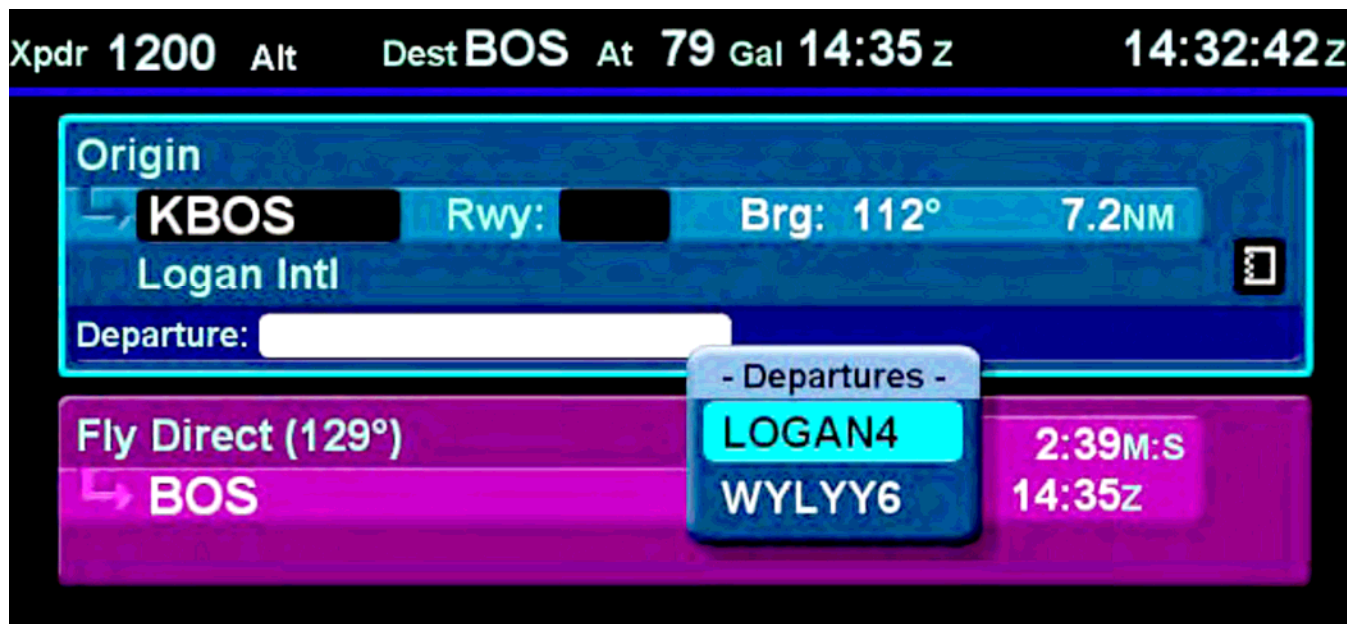 Xpdr 1200 Alt Dest BOS At 79 Gal 14:35 Z 14:32:42 Z
Origin
KBOS Rwy: Brg: 112° 7.2NM
Logan Intl
Departure:
- Departures -
LOGAN4
WYLYY6
Fly Direct (129°) 2:39M:S
BOS 14:35Z